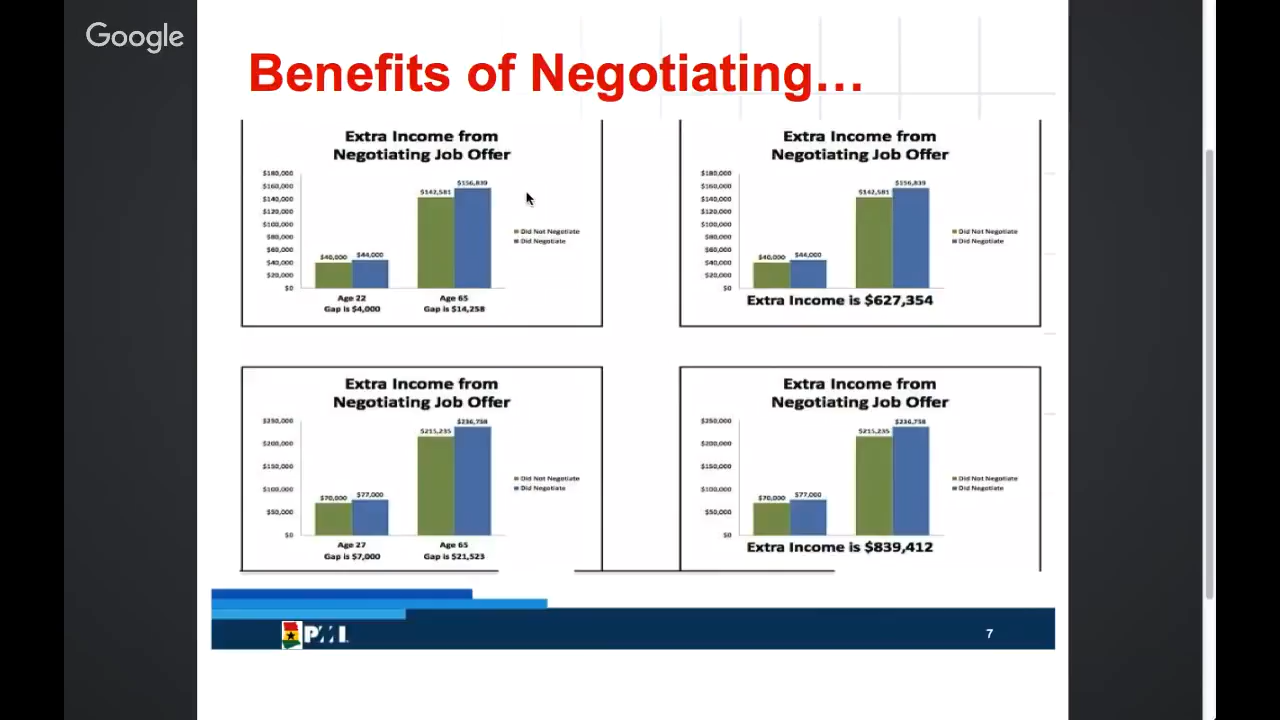 Google
Benefits of Negotiating...
Extra Income from
Negotiating Job Offer
$180,000
$160,000
$140,000
$120,000
$100,000
$80,000
$60,000
$40,000
$20,000
$0
$40,000
$44,000
$142,581
$156,839
Did Not Negotiate
Did Negotiate
Age 22
Age 65
Gap is $4,000
Gap is $14,258
Extra Income from
Negotiating Job Offer
$180,000
$160,000
$140,000
$120,000
$100,000
$80,000
$60,000
$40,000
$20,000
$0
$40,000
$44,000
$142,581
$156,839
Did Not Negotiate
Did Negotiate
Extra Income is $627,354
Extra Income from
Negotiating Job Offer
$250,000
$200,000
$150,000
$100,000
$50,000
$0
$70,000
$77,000
$215,235
$236,758
Did Not Negotiate
Did Negotiate
Age 27
Age 65
Gap is $7,000
Gap is $21,523
Extra Income from
Negotiating Job Offer
$250,000
$200,000
$150,000
$100,000
$50,000
$0
$70,000
$77,000
$215,235
$236,758
Did Not Negotiate
Did Negotiate
Extra Income is $839,412
PMI
7